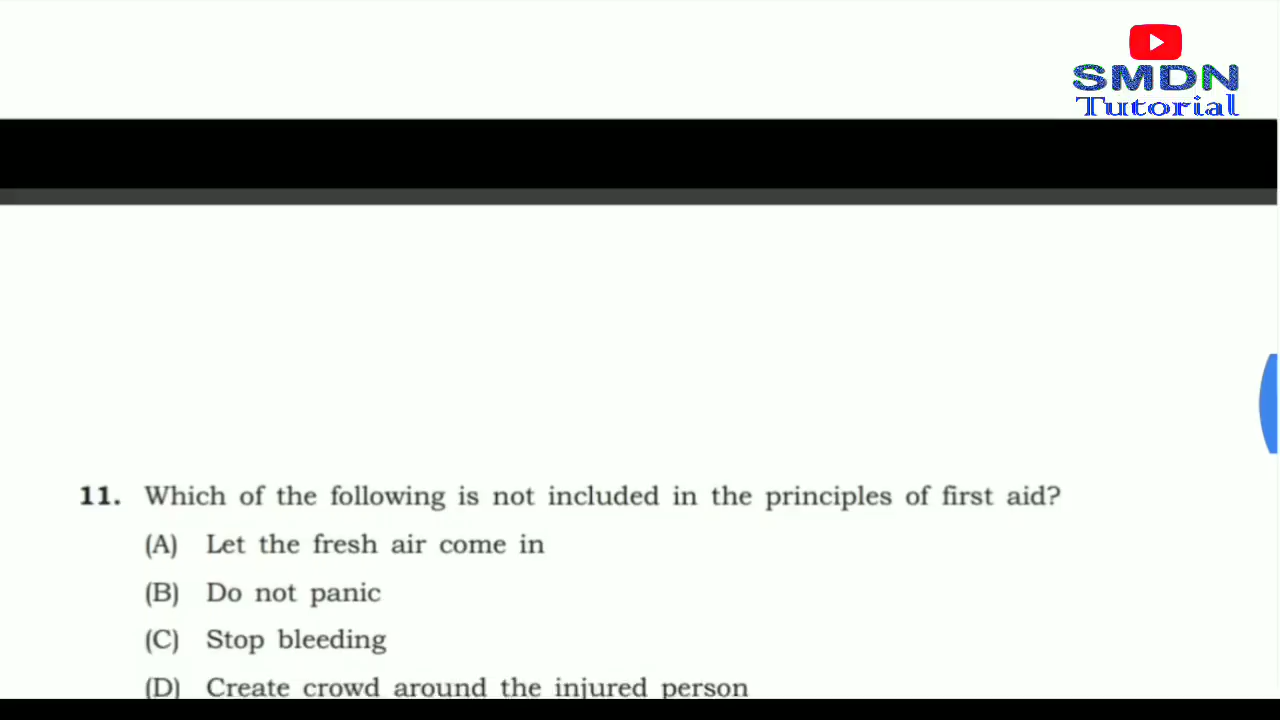 SMDN
Tutorial
11. Which of the following is not included in the principles of first aid?
(A) Let the fresh air come in
(B) Do not panic
(C) Stop bleeding
(D) Create crowd around the injured person